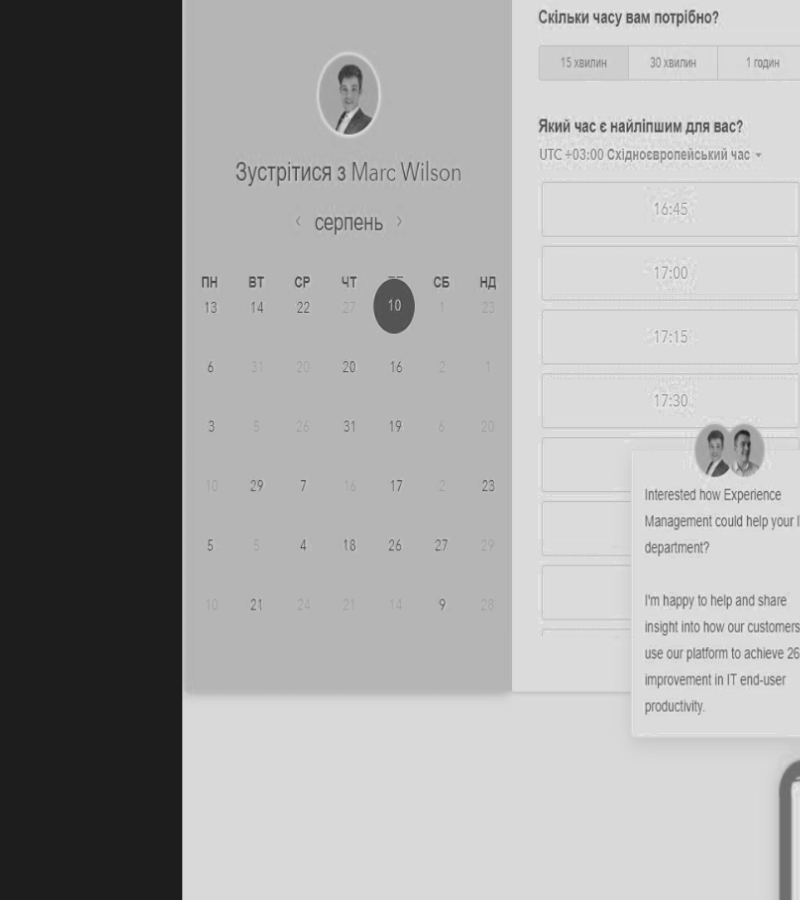 Зустрітися з Marc Wilson
‹ серпень ›
ПН ВТ СР ЧТ СБ НД
13 14 22 27 10 1 23
6 31 20 20 16 2 1
3 5 26 31 19 6 20
10 29 7 16 17 2 23
5 5 4 18 26 27 29
10 21 24 21 14 9 28
Скільки часу вам потрібно?
15 хвилин 30 хвилин 1 годин
Який час є найліпшим для вас?
UTC +03:00 Східноєвропейський час
16:45
17:00
17:15
17:30
Interested how Experience
Management could help your I
department?
I'm happy to help and share
insight into how our customers
use our platform to achieve 26
improvement in IT end-user
productivity.